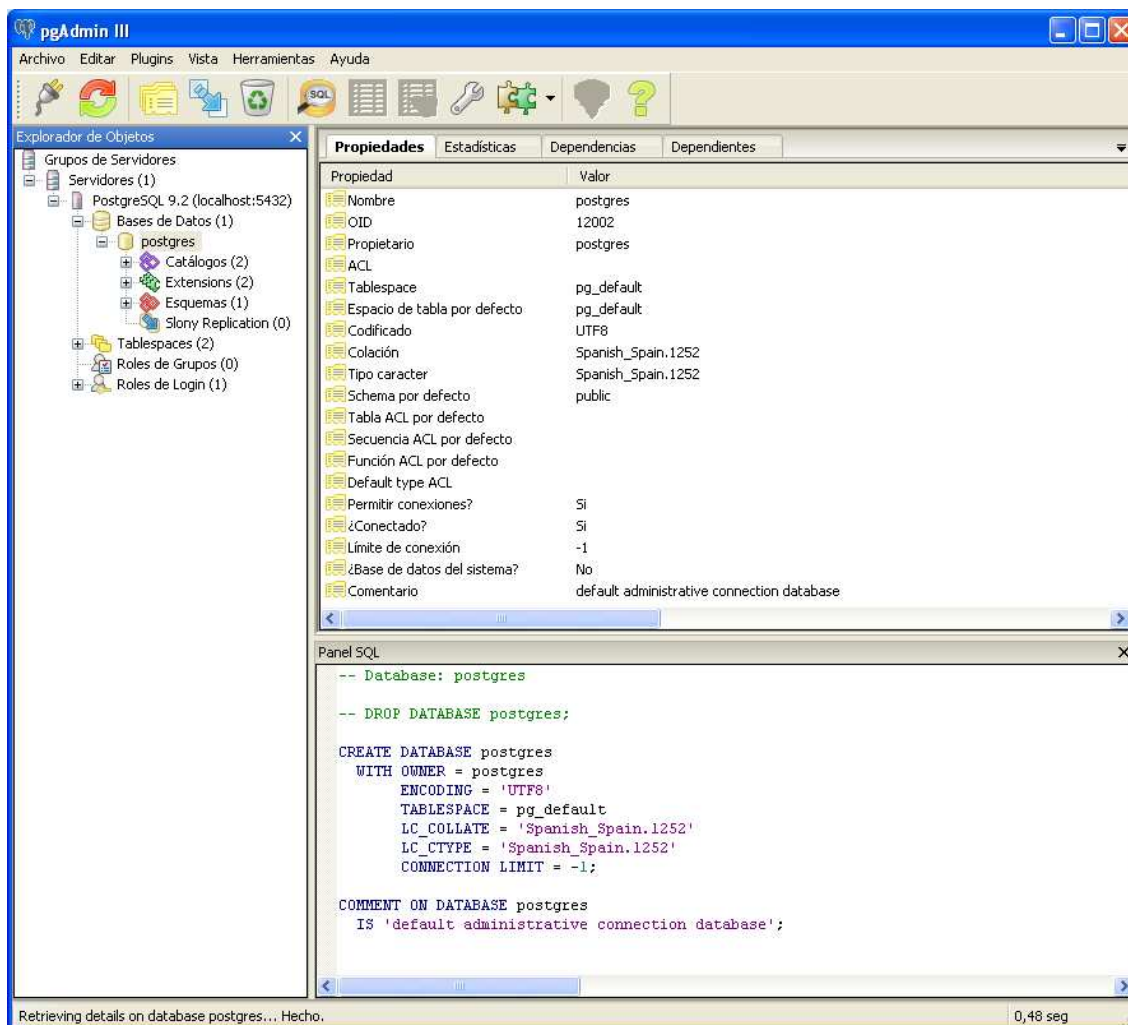 pgAdmin III
Archivo Editar Plugins Vista Herramientas Ayuda
SQL
Explorador de Objetos
Grupos de Servidores
Servidores (1)
PostgreSQL 9.2 (localhost:5432)
Bases de Datos (1)
postgres
Catálogos (2)
Extensions (2)
Esquemas (1)
Slony Replication (0)
Tablespaces (2)
Roles de Grupos (0)
Roles de Login (1)
Propiedades Estadísticas Dependencias Dependientes
Propiedad Valor
Nombre postgres
OID 12002
Propietario postgres
ACL
Tablespace pg_default
Espacio de tabla por defecto pg_default
Codificado UTF8
Colación Spanish_Spain.1252
Tipo caracter Spanish_Spain.1252
Schema por defecto public
Tabla ACL por defecto
Secuencia ACL por defecto
Función ACL por defecto
Default type ACL
Permitir conexiones? Si
¿Conectado? Si
Límite de conexión -1
¿Base de datos del sistema? No
Comentario default administrative connection database
Panel SQL
-- Database: postgres
-- DROP DATABASE postgres;
CREATE DATABASE postgres
WITH OWNER = postgres
ENCODING = 'UTF8'
TABLESPACE = pg_default
LC_COLLATE = 'Spanish_Spain.1252'
LC_CTYPE = 'Spanish_Spain.1252'
CONNECTION LIMIT = -1;
COMMENT ON DATABASE postgres
IS 'default administrative connection database';
Retrieving details on database postgres... Hecho. 0,48 seg